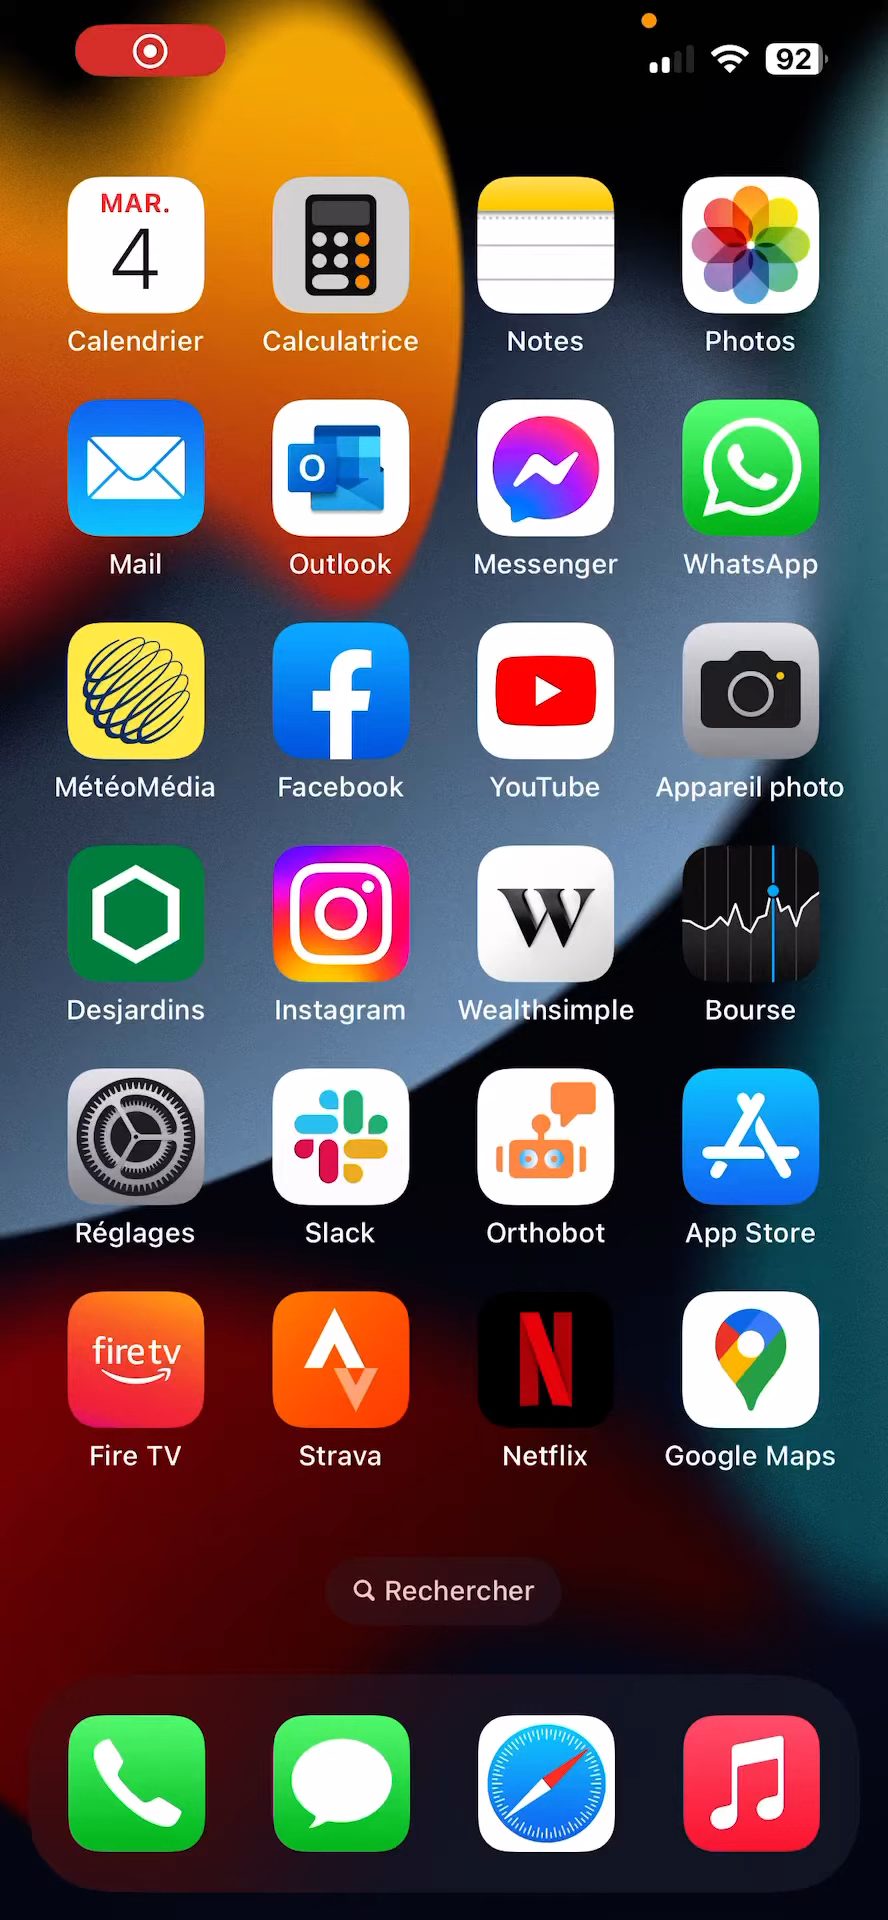 92
MAR.
4
Calendrier Calculatrice Notes Photos
O
Mail Outlook Messenger WhatsApp
MétéoMédia Facebook YouTube Appareil photo
W
Desjardins Instagram Wealthsimple Bourse
Réglages Slack Orthobot App Store
firetv
N
Fire TV Strava Netflix Google Maps
Rechercher